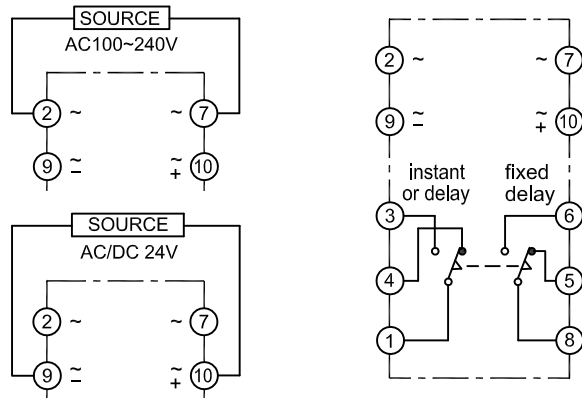 SOURCE
AC100~240V
2 ~ ~ 7
9 ~ – ~ + 10
SOURCE
AC/DC 24V
2 ~ ~ 7
9 ~ – ~ + 10
2 ~ ~ 7
9 ~ – ~ + 10
instant or delay
fixed delay
3
6
4
5
1
8